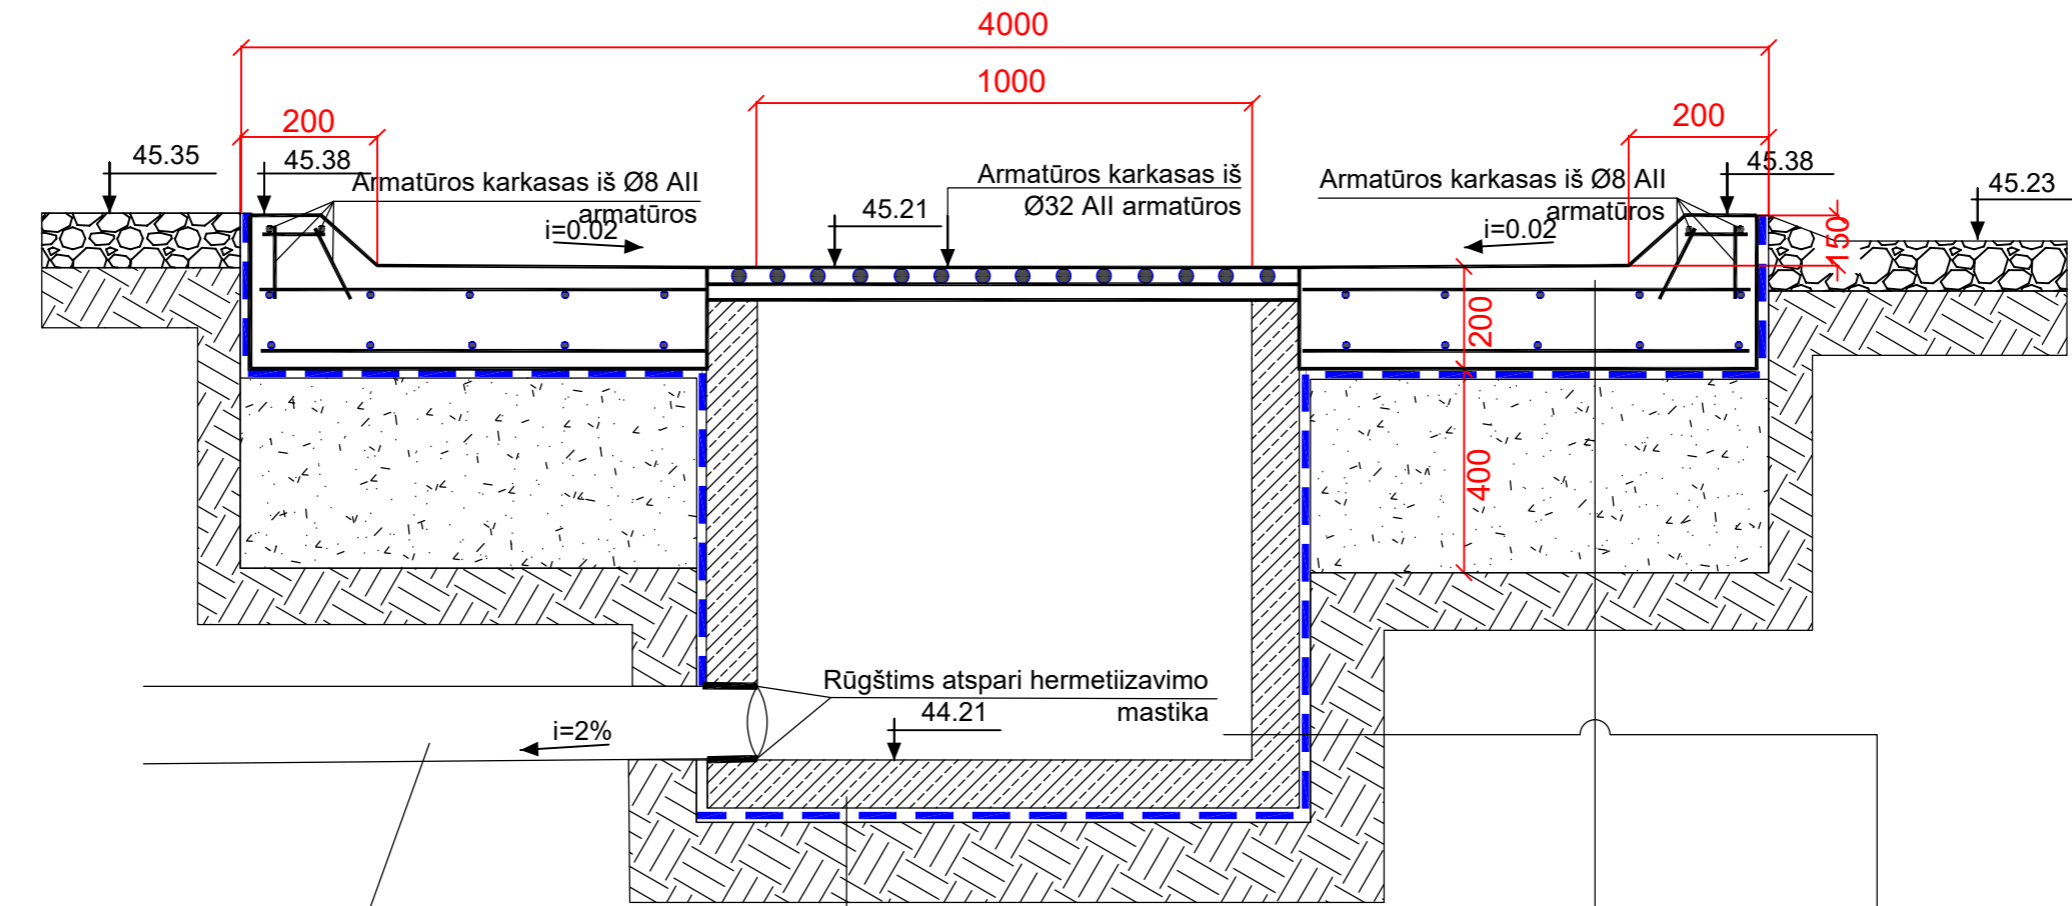 4000
1000
200
200
45.35
45.38
Armatūros karkasas iš Ø8 AII
armatūros
i=0.02
45.21
Armatūros karkasas iš
Ø32 AII armatūros
Armatūros karkasas iš Ø8 AII
armatūros
i=0.02
45.38
45.23
150
200
400
Rūgštims atspari hermetiizavimo
mastika
44.21
i=2%